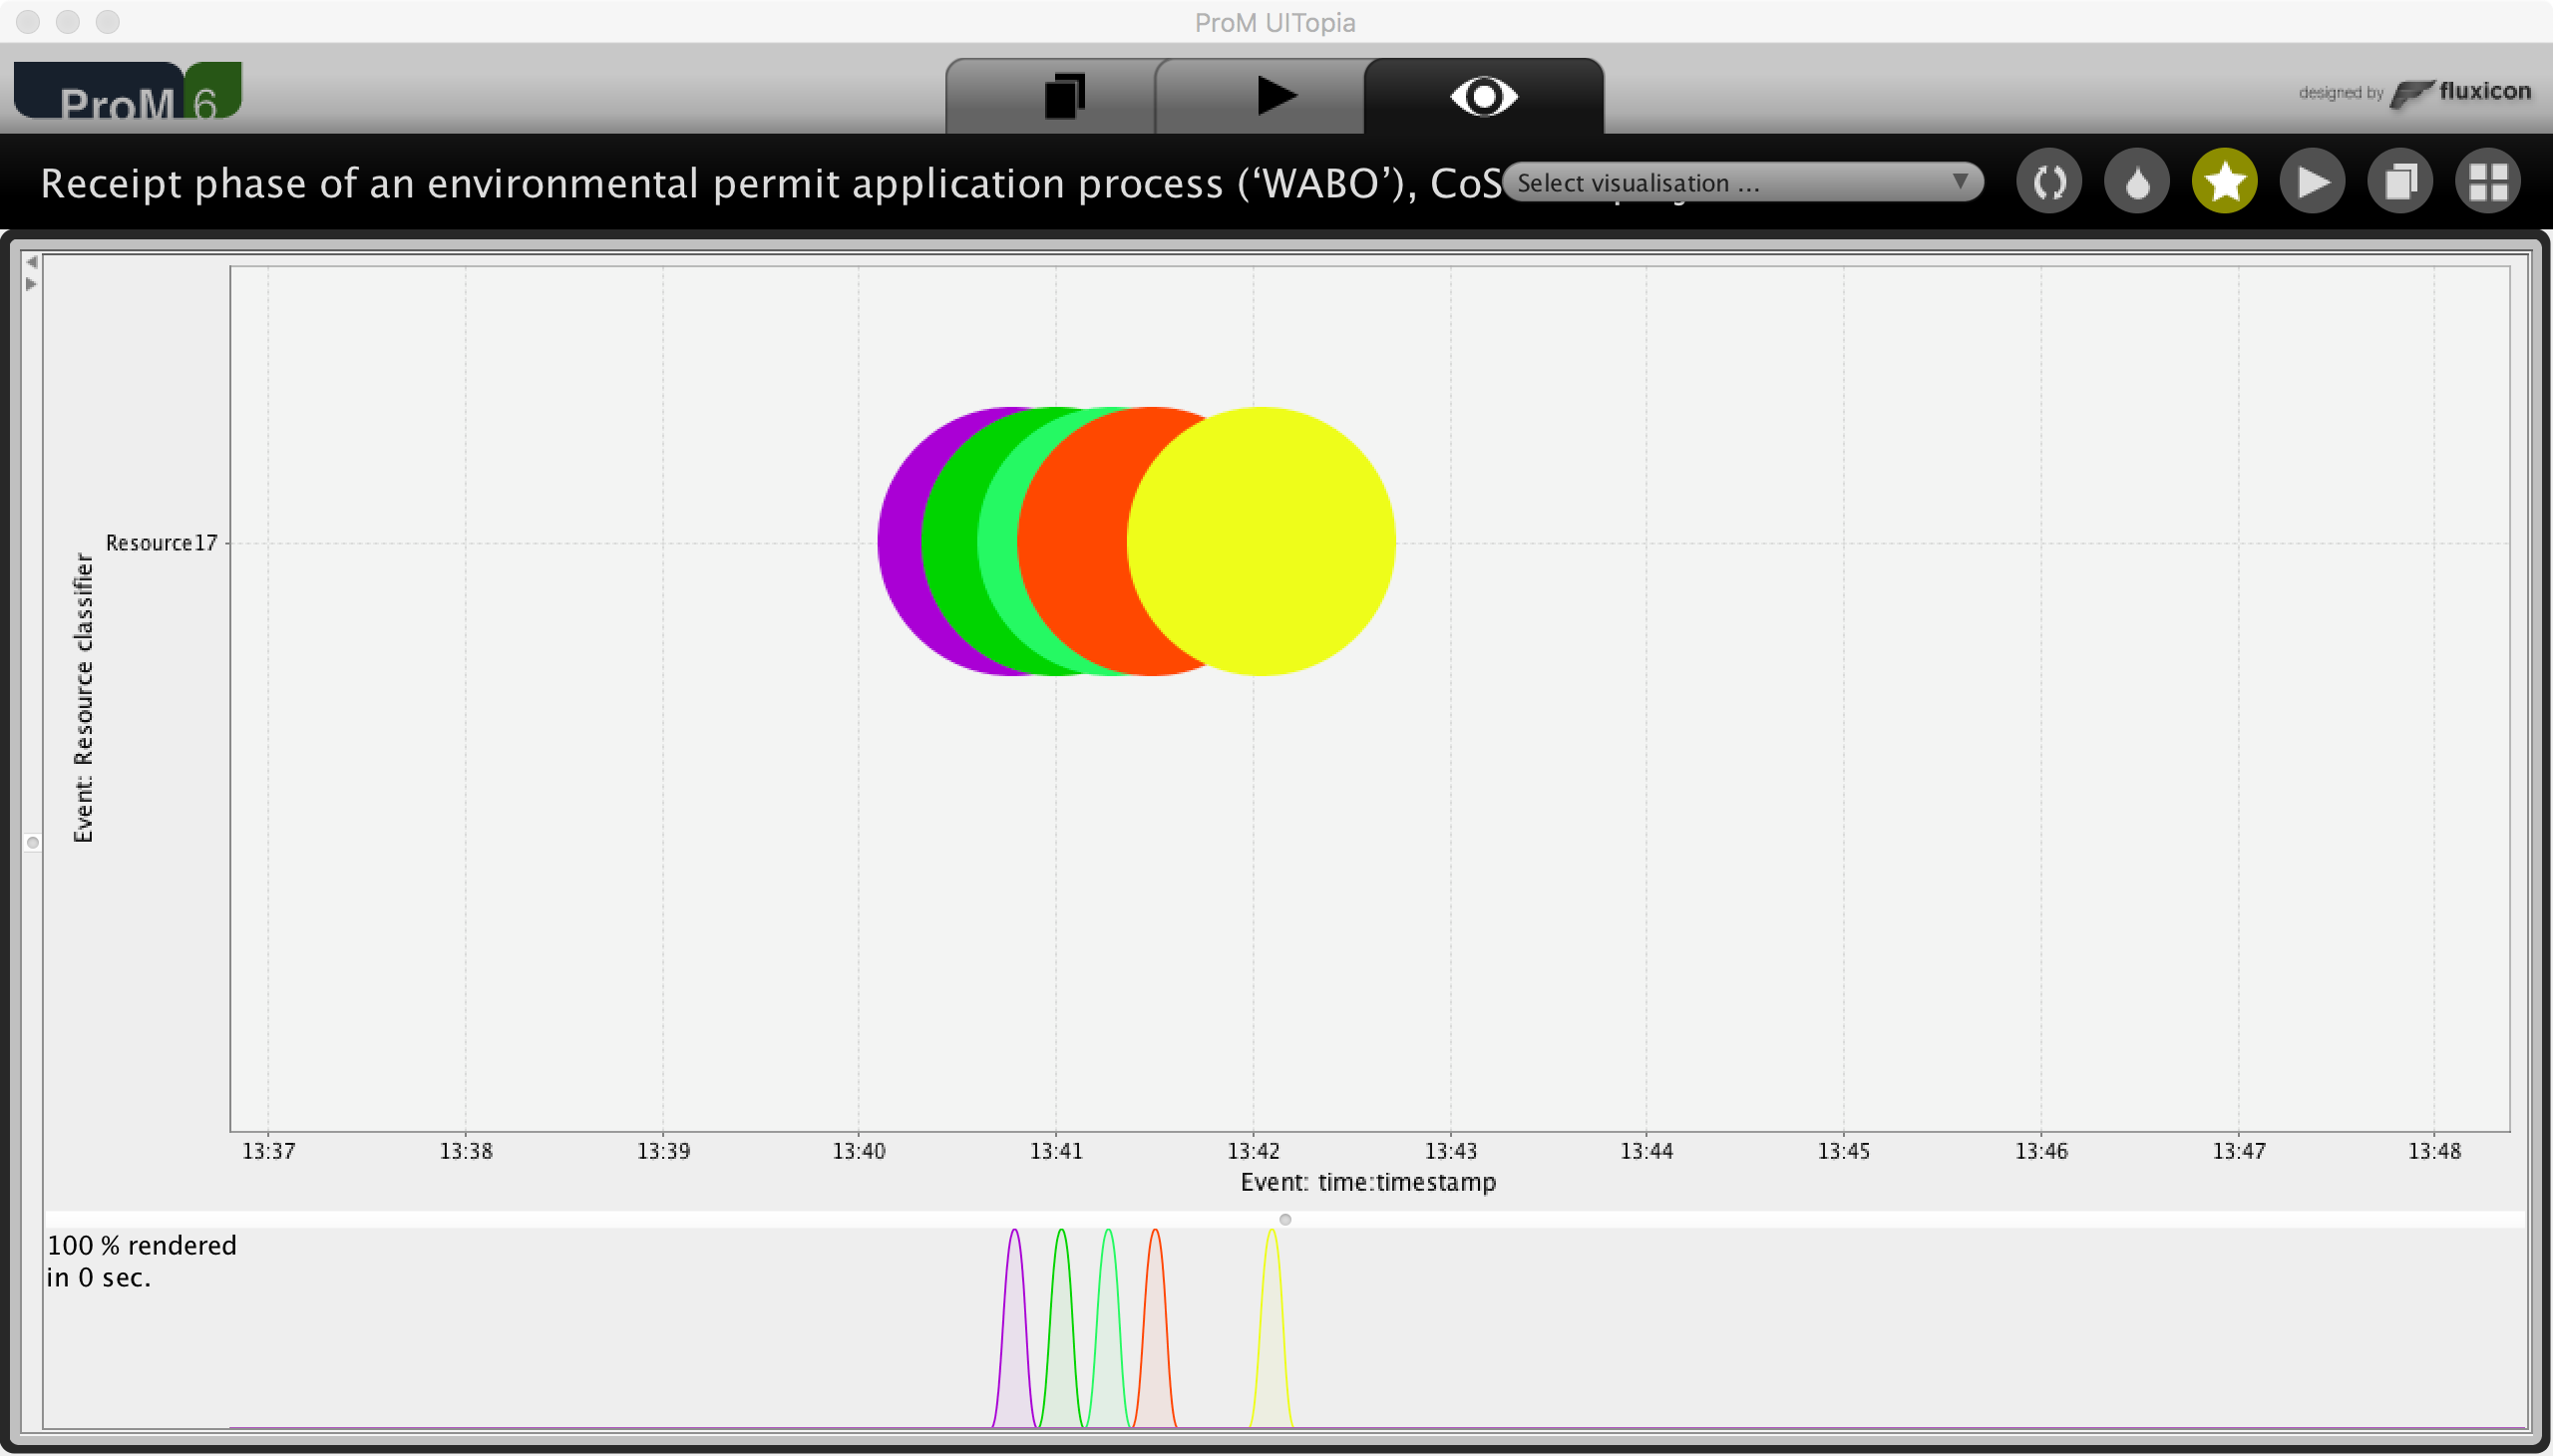 ProM UITopia
ProM 6
designed by fluxicon
Receipt phase of an environmental permit application process (‘WABO’), CoS
Select visualisation ...
Resource17
Event: Resource classifier
13:37 13:38 13:39 13:40 13:41 13:42 13:43 13:44 13:45 13:46 13:47 13:48
Event: time:timestamp
100 % rendered
in 0 sec.